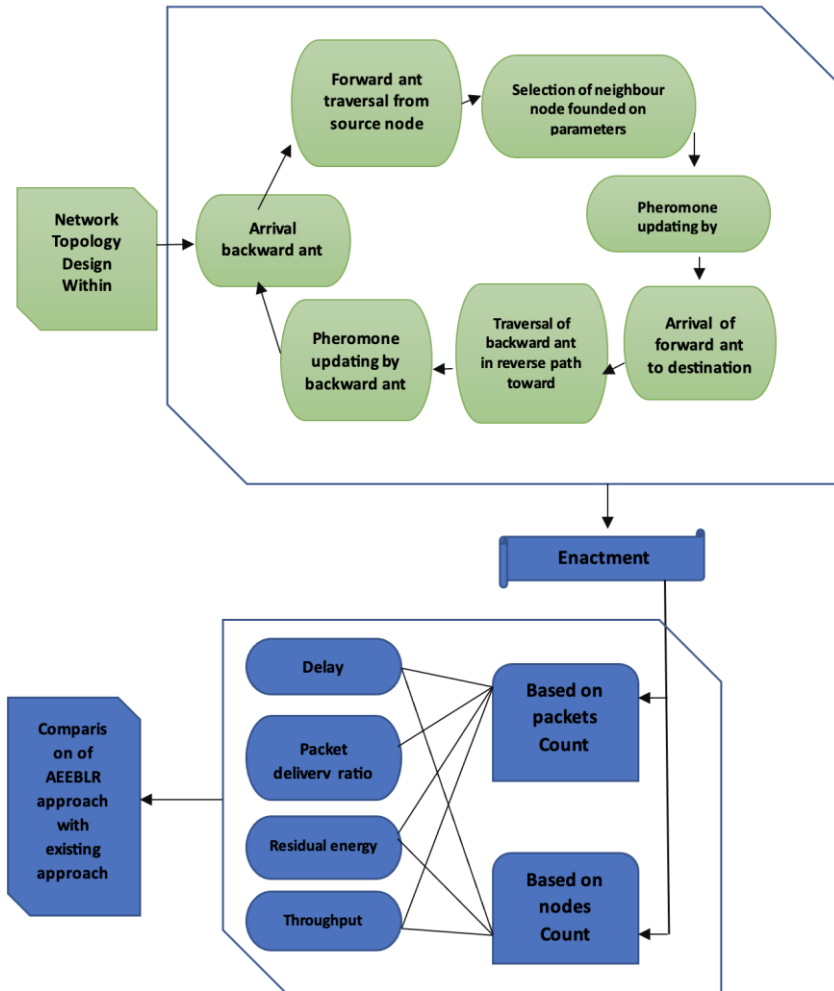 Forward ant
traversal from
source node
Selection of neighbour
node founded on
parameters
Network
Topology
Design
Within
Arrival
backward ant
Pheromone
updating by
Pheromone
updating by
backward ant
Traversal of
backward ant
in reverse path
toward
Arrival of
forward ant
to destination
Enactment
Delay
Packet
delivery ratio
Residual energy
Throughput
Based on
packets
Count
Based on
nodes
Count
Comparis
on of
AEEBLR
approach
with
existing
approach